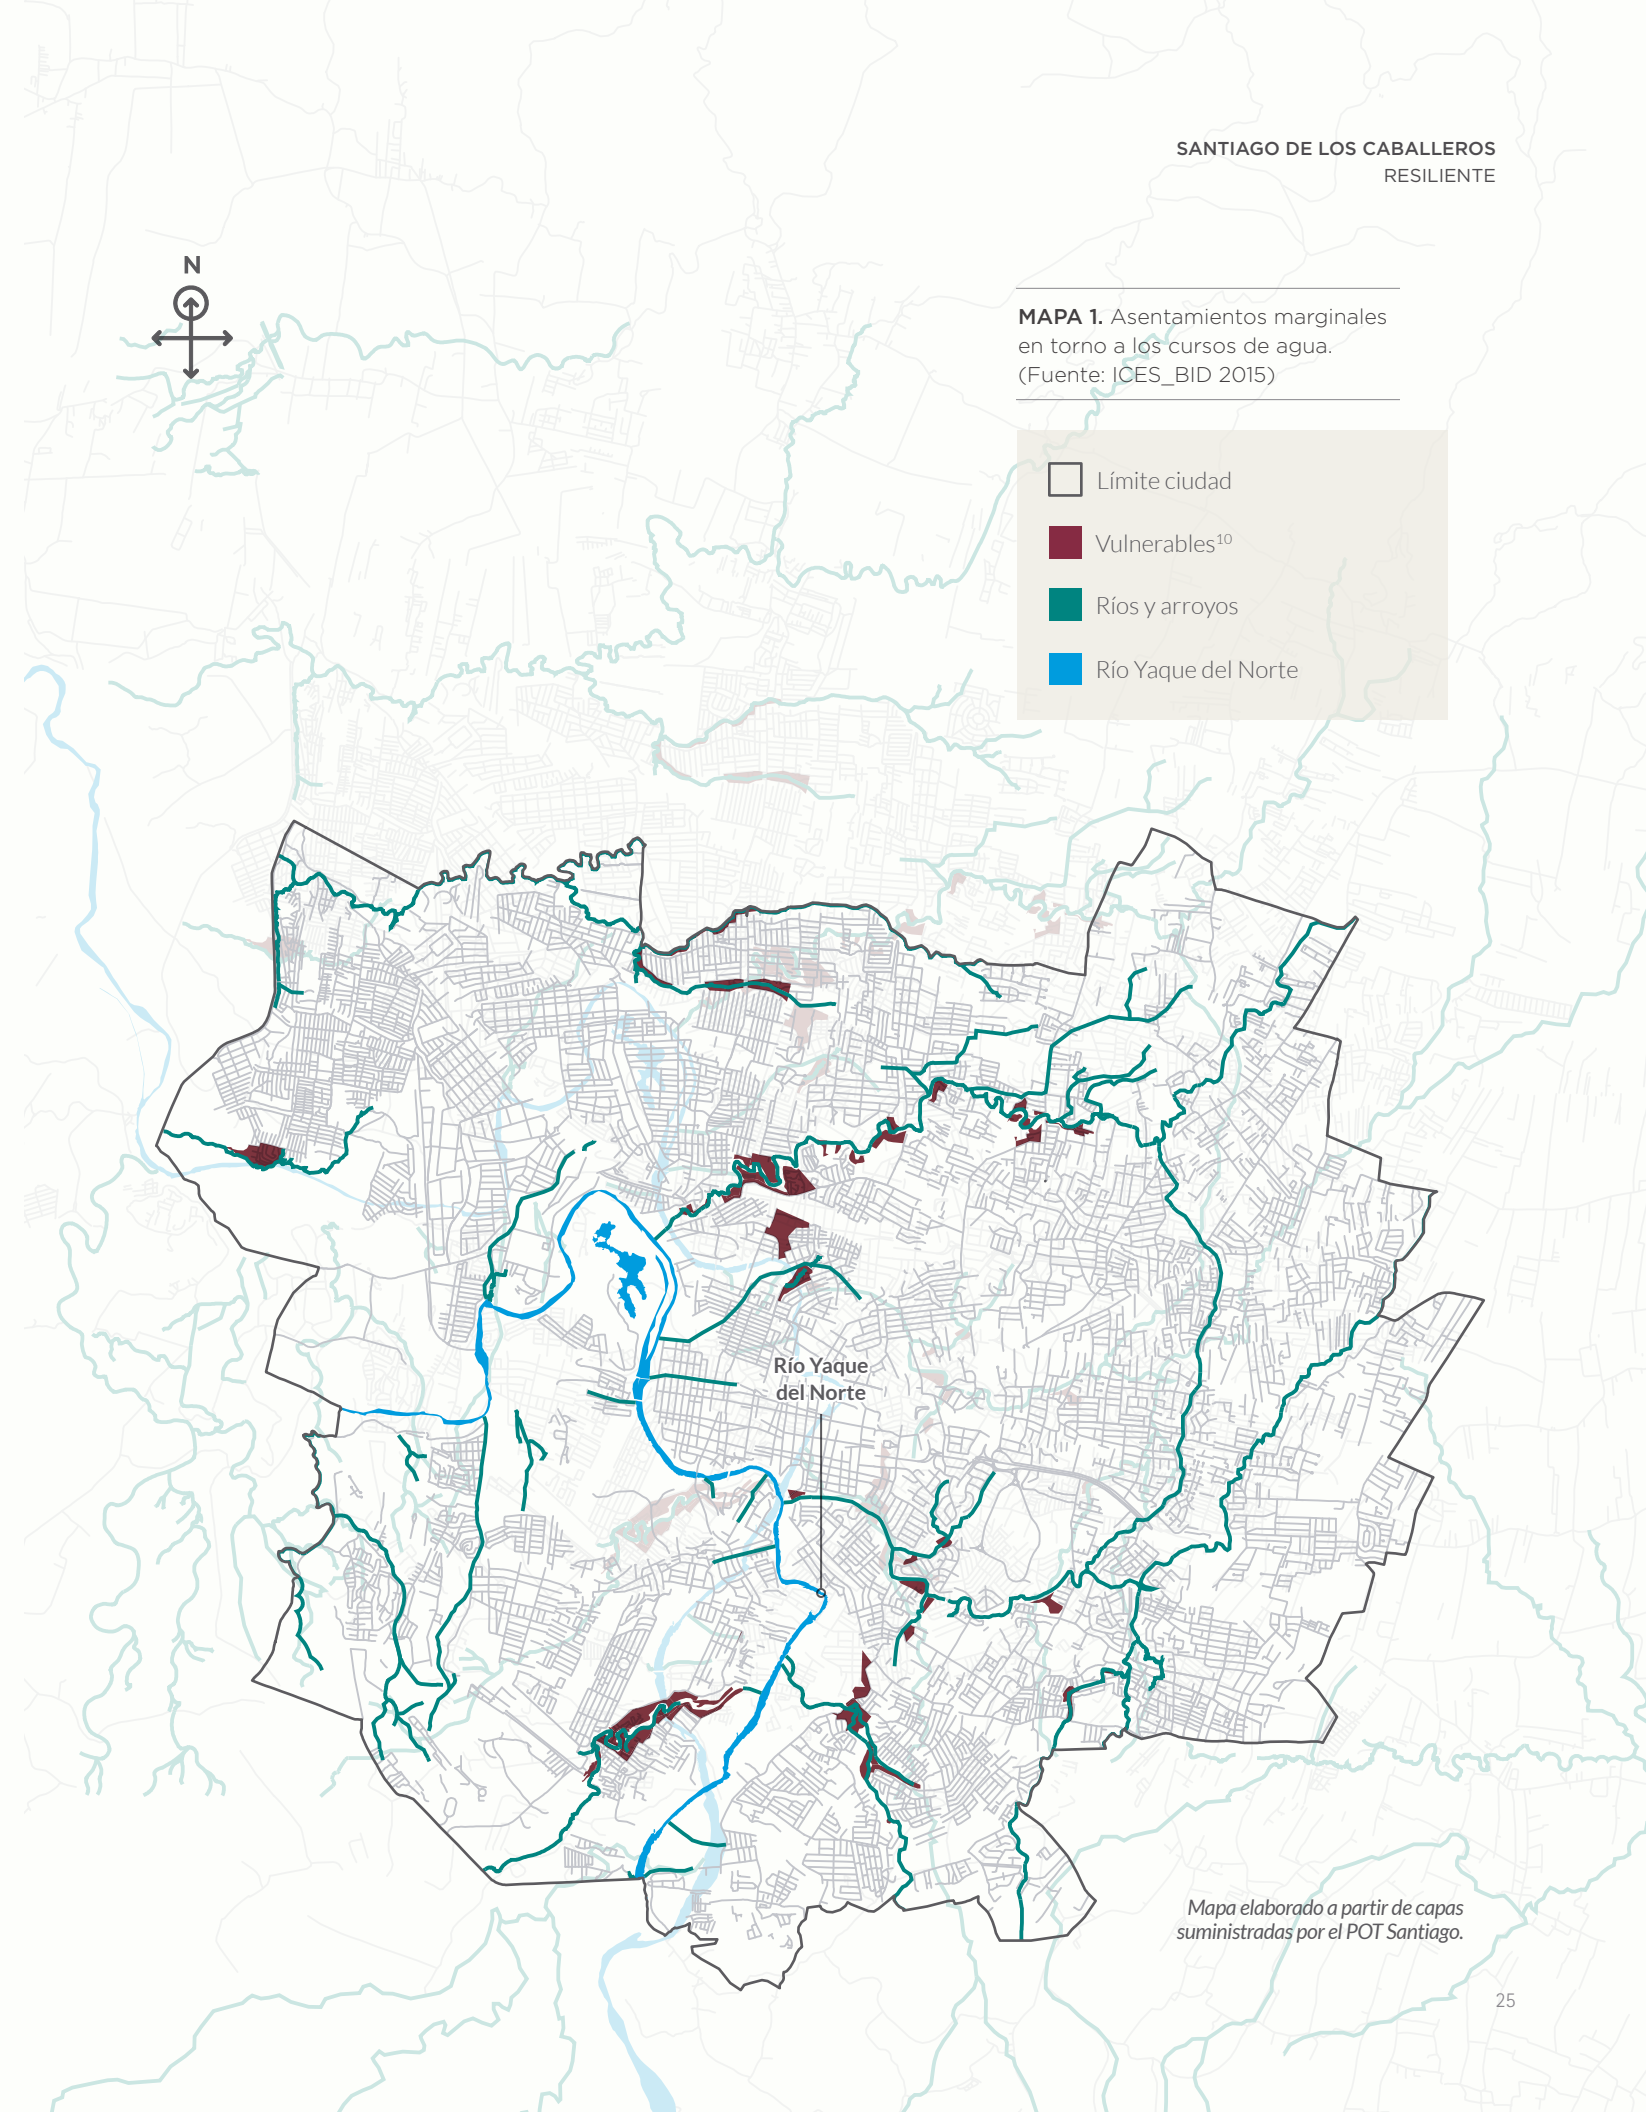 SANTIAGO DE LOS CABALLEROS
RESILIENTE
N
MAPA 1. Asentamientos marginales
en torno a los cursos de agua.
(Fuente: ICES_BID 2015)
Límite ciudad
Vulnerables¹⁰
Ríos y arroyos
Río Yaque del Norte
Río Yaque
del Norte
Mapa elaborado a partir de capas
suministradas por el POT Santiago.
25